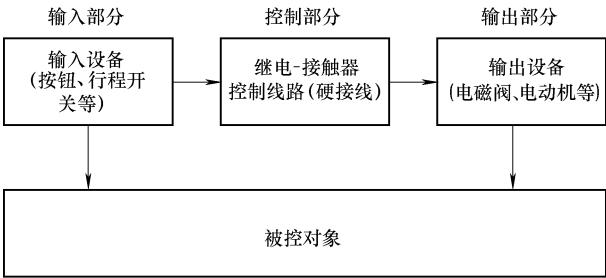 输入部分
控制部分
输出部分
输入设备
(按钮、行程开
关等)
继电-接触器
控制线路(硬接线)
输出设备
(电磁阀、电动机等)
被控对象